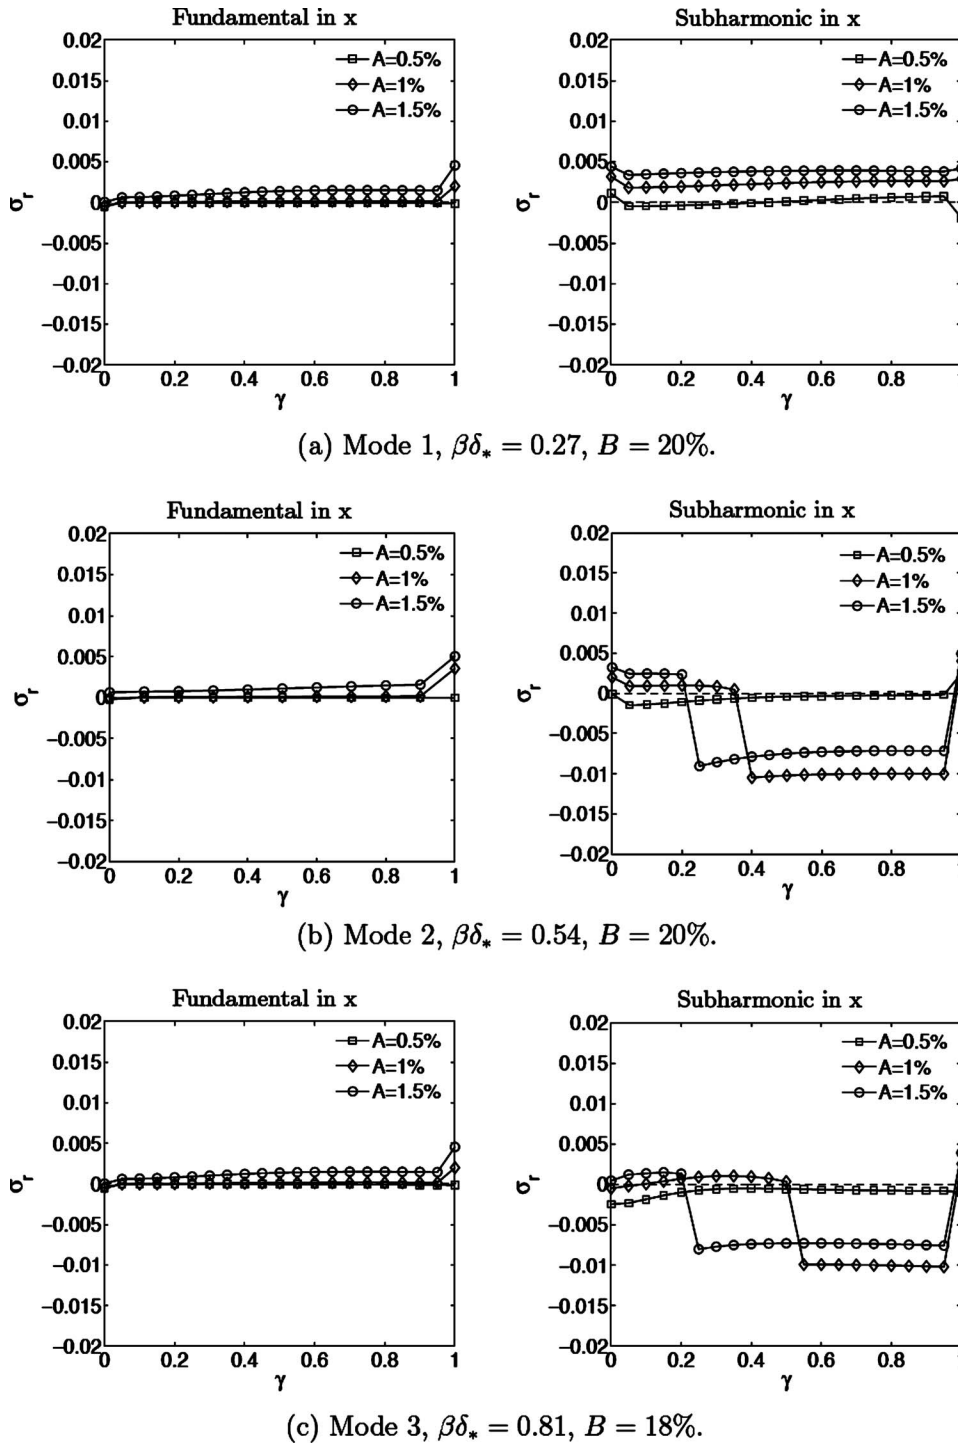 Fundamental in x
0.02
0.015
0.01
0.005
0
−0.005
−0.01
−0.015
−0.02
σr
A=0.5%
A=1%
A=1.5%
0 0.2 0.4 0.6 0.8 1
γ
Subharmonic in x
0.02
0.015
0.01
0.005
0
−0.005
−0.01
−0.015
−0.02
σr
A=0.5%
A=1%
A=1.5%
0 0.2 0.4 0.6 0.8 1
γ
(a) Mode 1, βδ* = 0.27, B = 20%.
Fundamental in x
0.02
0.015
0.01
0.005
0
−0.005
−0.01
−0.015
−0.02
σr
A=0.5%
A=1%
A=1.5%
0 0.2 0.4 0.6 0.8 1
γ
Subharmonic in x
0.02
0.015
0.01
0.005
0
−0.005
−0.01
−0.015
−0.02
σr
A=0.5%
A=1%
A=1.5%
0 0.2 0.4 0.6 0.8 1
γ
(b) Mode 2, βδ* = 0.54, B = 20%.
Fundamental in x
0.02
0.015
0.01
0.005
0
−0.005
−0.01
−0.015
−0.02
σr
A=0.5%
A=1%
A=1.5%
0 0.2 0.4 0.6 0.8 1
γ
Subharmonic in x
0.02
0.015
0.01
0.005
0
−0.005
−0.01
−0.015
−0.02
σr
A=0.5%
A=1%
A=1.5%
0 0.2 0.4 0.6 0.8 1
γ
(c) Mode 3, βδ* = 0.81, B = 18%.